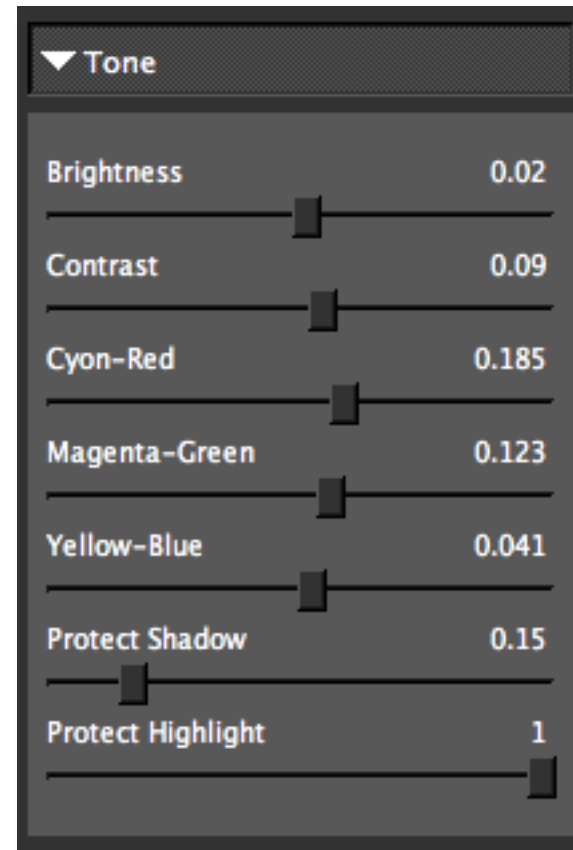 Tone
Brightness 0.02
Contrast 0.09
Cyon-Red 0.185
Magenta-Green 0.123
Yellow-Blue 0.041
Protect Shadow 0.15
Protect Highlight 1